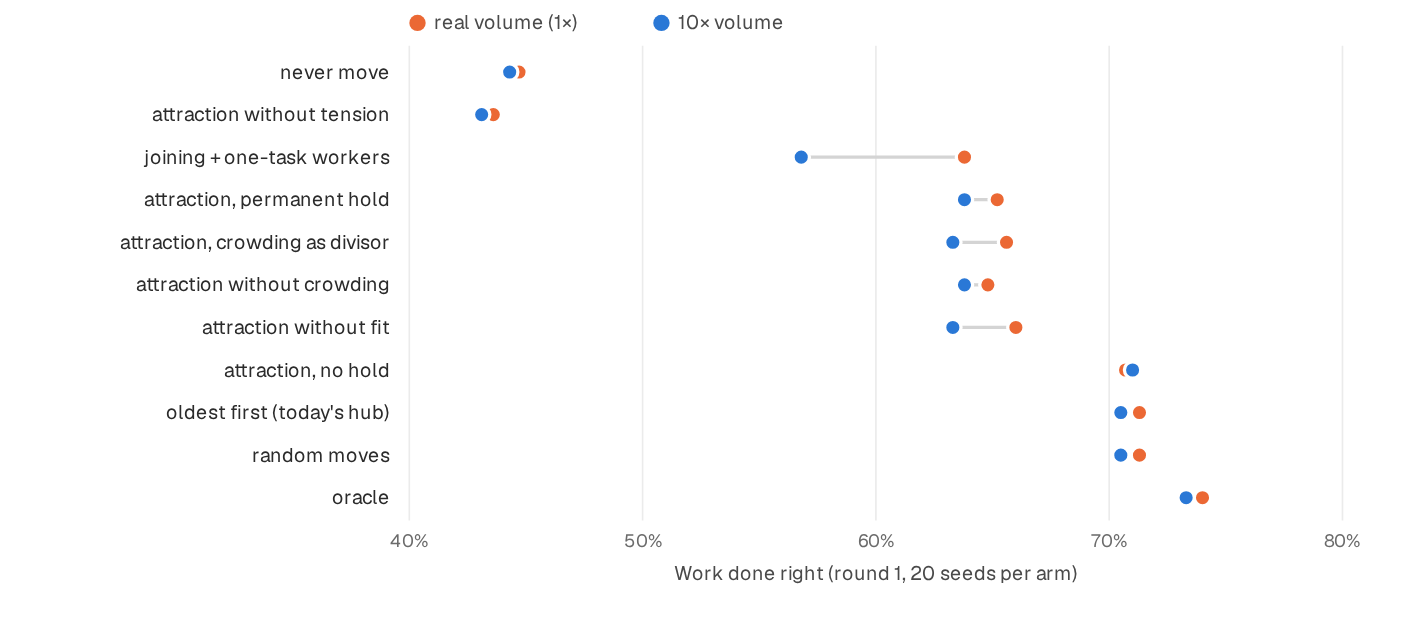 real volume (1×) 10× volume
never move
attraction without tension
joining + one-task workers
attraction, permanent hold
attraction, crowding as divisor
attraction without crowding
attraction without fit
attraction, no hold
oldest first (today's hub)
random moves
oracle
40% 50% 60% 70% 80%
Work done right (round 1, 20 seeds per arm)